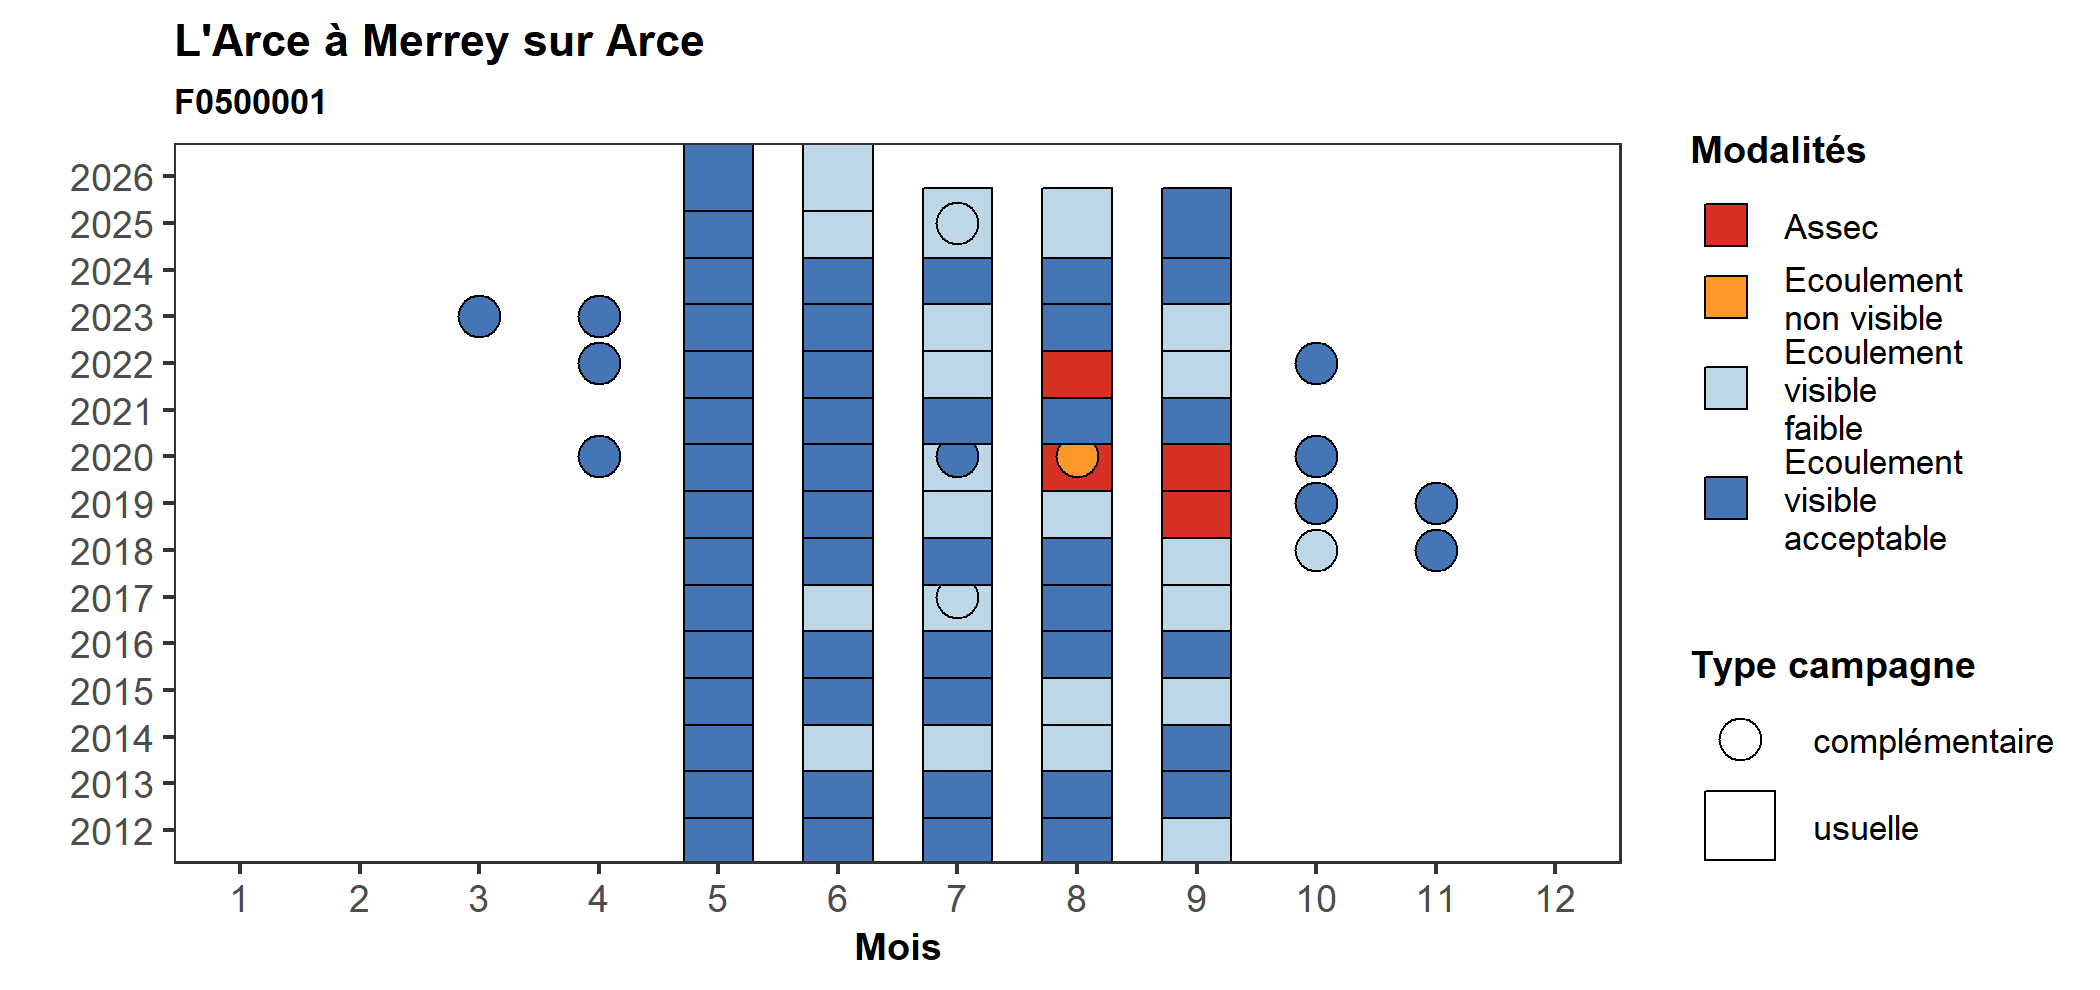 L'Arce à Merrey sur Arce
F0500001
2026
2025
2024
2023
2022
2021
2020
2019
2018
2017
2016
2015
2014
2013
2012
1 2 3 4 5 6 7 8 9 10 11 12
Mois
Modalités
Assec
Ecoulement
non visible
Ecoulement
visible
faible
Ecoulement
visible
acceptable
Type campagne
complémentaire
usuelle